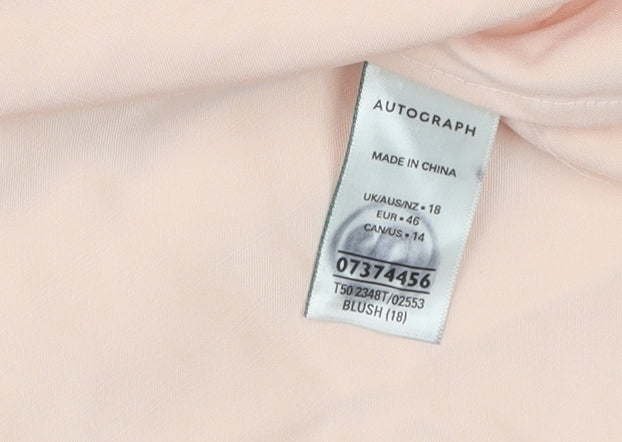 AUTOGRAPH
MADE IN CHINA
UK/AUS/NZ • 18
EUR • 46
CAN/US • 14
07374456
T50 2348T/02553
BLUSH (18)